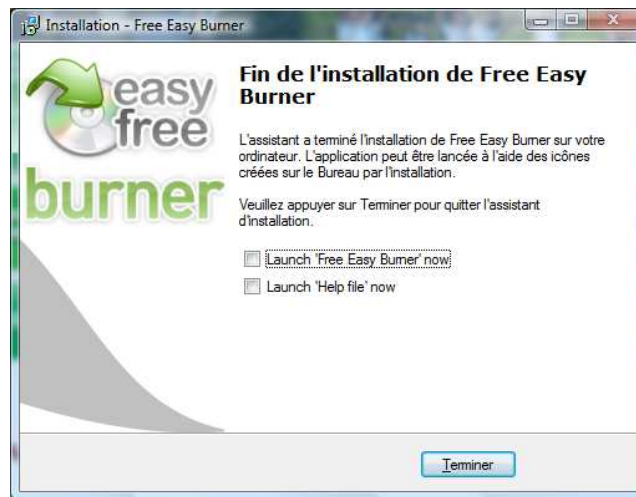 Installation - Free Easy Burner
easy
free
burner
Fin de l'installation de Free Easy
Burner
L'assistant a terminé l'installation de Free Easy Burner sur votre
ordinateur. L'application peut être lancée à l'aide des icônes
créées sur le Bureau par l'installation.
Veuillez appuyer sur Terminer pour quitter l'assistant
d'installation.
Launch 'Free Easy Burner' now
Launch 'Help file' now
Terminer